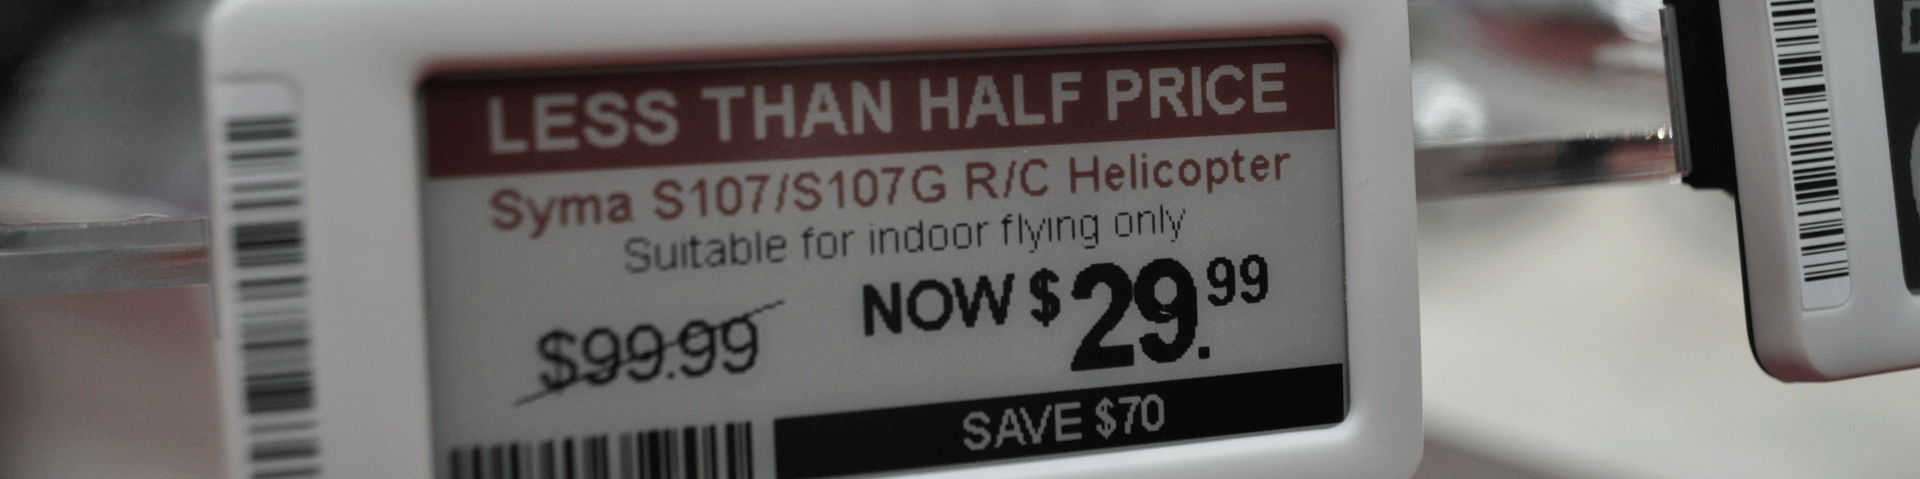 LESS THAN HALF PRICE
Syma S107/S107G R/C Helicopter
Suitable for indoor flying only
$99.99
NOW $29.99
SAVE $70